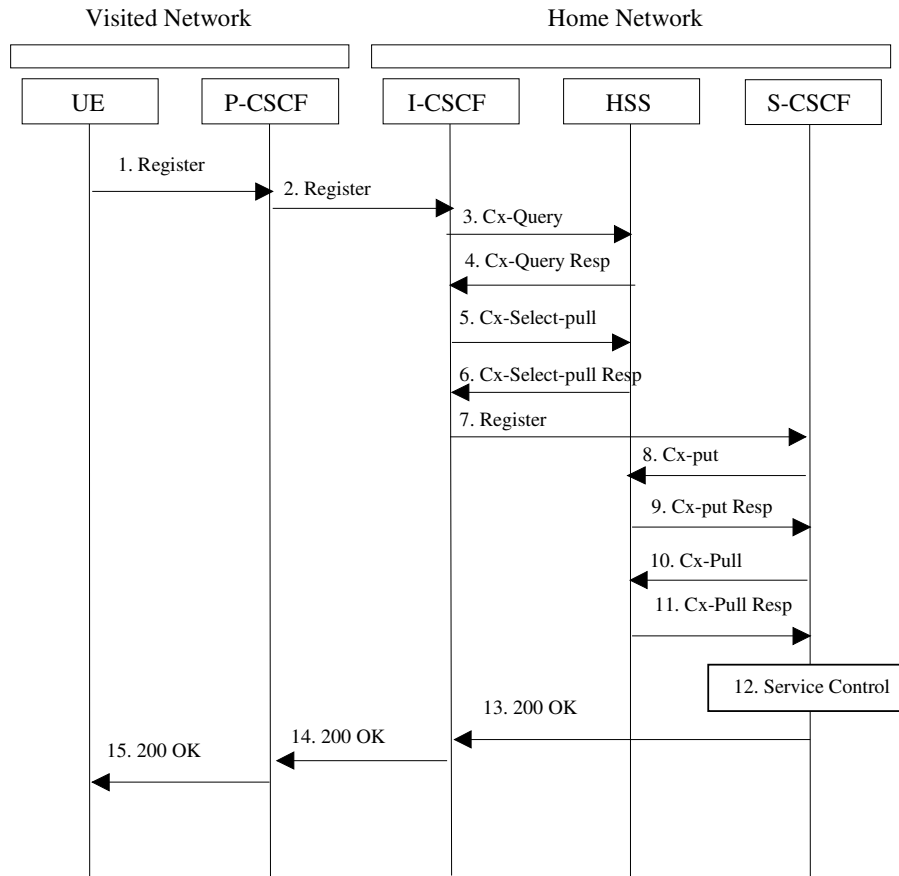 Visited Network
Home Network
UE
P-CSCF
I-CSCF
HSS
S-CSCF
1. Register
2. Register
3. Cx-Query
4. Cx-Query Resp
5. Cx-Select-pull
6. Cx-Select-pull Resp
7. Register
8. Cx-put
9. Cx-put Resp
10. Cx-Pull
11. Cx-Pull Resp
12. Service Control
13. 200 OK
14. 200 OK
15. 200 OK